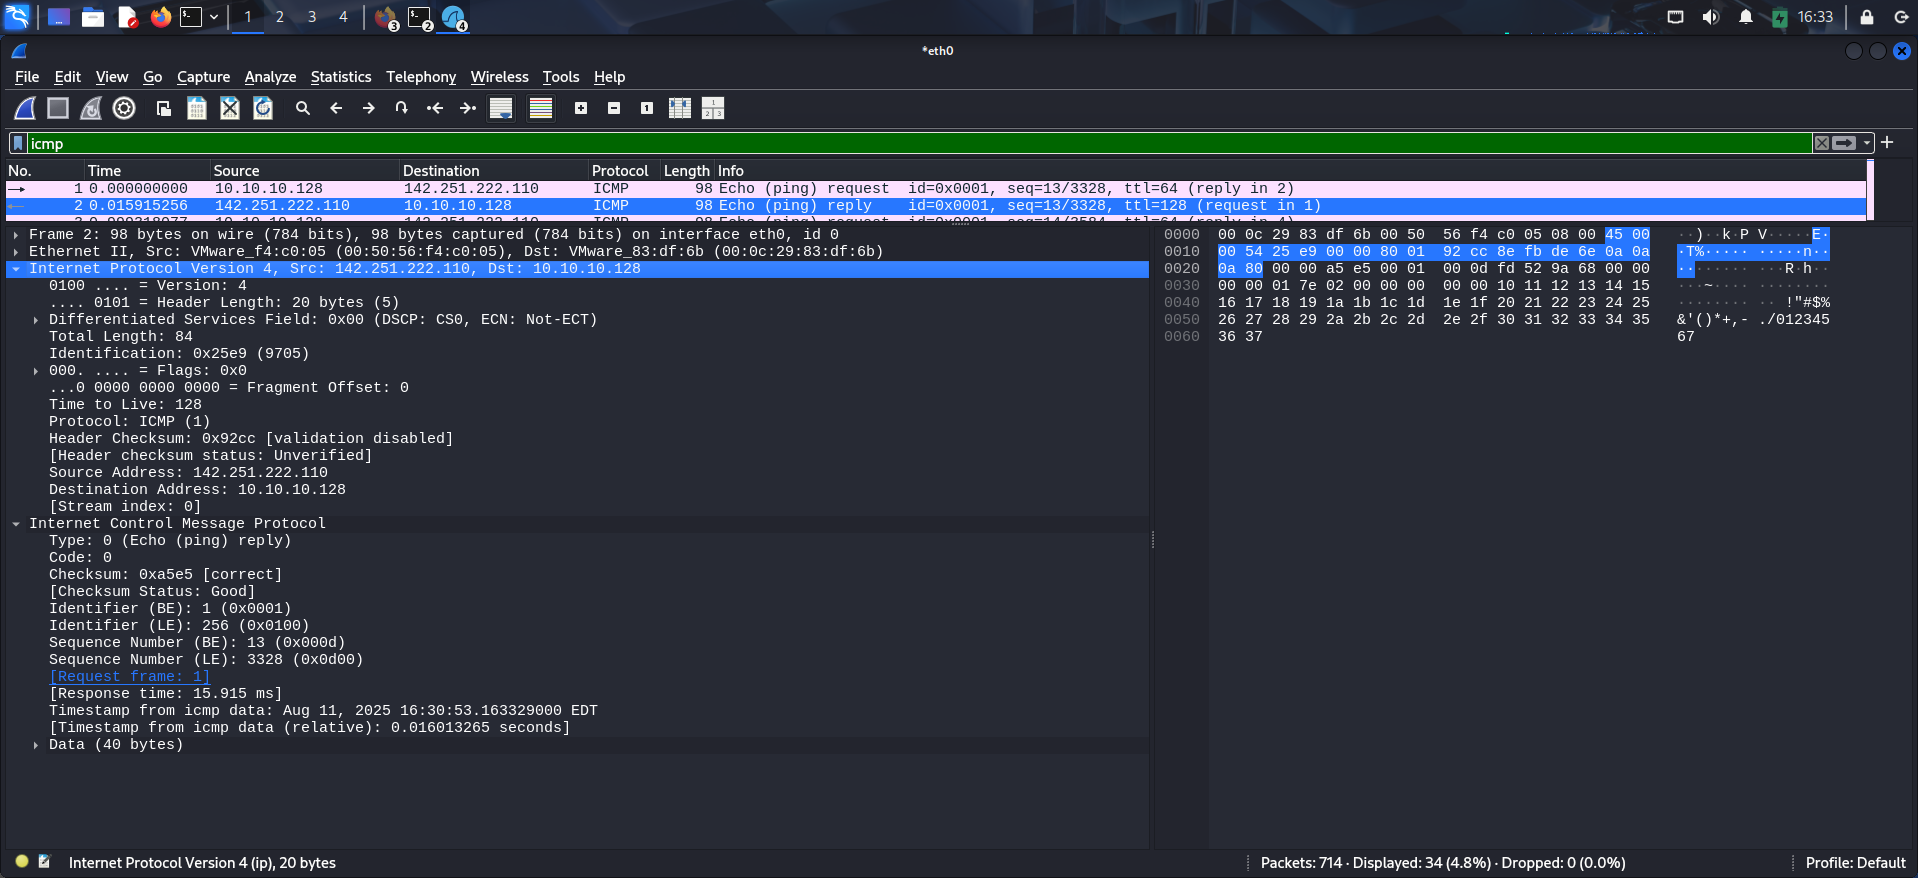 1 2 3 4 3 2 4 16:33
*eth0
File Edit View Go Capture Analyze Statistics Telephony Wireless Tools Help
icmp
No. Time Source Destination Protocol Length Info
1 0.000000000 10.10.10.128 142.251.222.110 ICMP 98 Echo (ping) request id=0x0001, seq=13/3328, ttl=64 (reply in 2)
2 0.015915256 142.251.222.110 10.10.10.128 ICMP 98 Echo (ping) reply id=0x0001, seq=13/3328, ttl=128 (request in 1)
Frame 2: 98 bytes on wire (784 bits), 98 bytes captured (784 bits) on interface eth0, id 0
Ethernet II, Src: VMware_f4:c0:05 (00:50:56:f4:c0:05), Dst: VMware_83:df:6b (00:0c:29:83:df:6b)
Internet Protocol Version 4, Src: 142.251.222.110, Dst: 10.10.10.128
0100 .... = Version: 4
.... 0101 = Header Length: 20 bytes (5)
Differentiated Services Field: 0x00 (DSCP: CS0, ECN: Not-ECT)
Total Length: 84
Identification: 0x25e9 (9705)
000. .... = Flags: 0x0
...0 0000 0000 0000 = Fragment Offset: 0
Time to Live: 128
Protocol: ICMP (1)
Header Checksum: 0x92cc [validation disabled]
[Header checksum status: Unverified]
Source Address: 142.251.222.110
Destination Address: 10.10.10.128
[Stream index: 0]
Internet Control Message Protocol
Type: 0 (Echo (ping) reply)
Code: 0
Checksum: 0xa5e5 [correct]
[Checksum Status: Good]
Identifier (BE): 1 (0x0001)
Identifier (LE): 256 (0x0100)
Sequence Number (BE): 13 (0x000d)
Sequence Number (LE): 3328 (0x0d00)
[Request frame: 1]
[Response time: 15.915 ms]
Timestamp from icmp data: Aug 11, 2025 16:30:53.163329000 EDT
[Timestamp from icmp data (relative): 0.016013265 seconds]
Data (40 bytes)
0000 00 0c 29 83 df 6b 00 50 56 f4 c0 05 08 00 45 00 ··)··k·P V·····E·
0010 00 54 25 e9 00 00 80 01 92 cc 8e fb de 6e 0a 0a ·T%····· ·····n··
0020 0a 80 00 00 a5 e5 00 01 00 0d fd 52 9a 68 00 00 ········ ···R·h··
0030 00 00 01 7e 02 00 00 00 00 00 10 11 12 13 14 15 ···~···· ········
0040 16 17 18 19 1a 1b 1c 1d 1e 1f 20 21 22 23 24 25 ········ ·· !"#$%
0050 26 27 28 29 2a 2b 2c 2d 2e 2f 30 31 32 33 34 35 &'()*+,- ./012345
0060 36 37 67
Internet Protocol Version 4 (ip), 20 bytes
Packets: 714 · Displayed: 34 (4.8%) · Dropped: 0 (0.0%)
Profile: Default